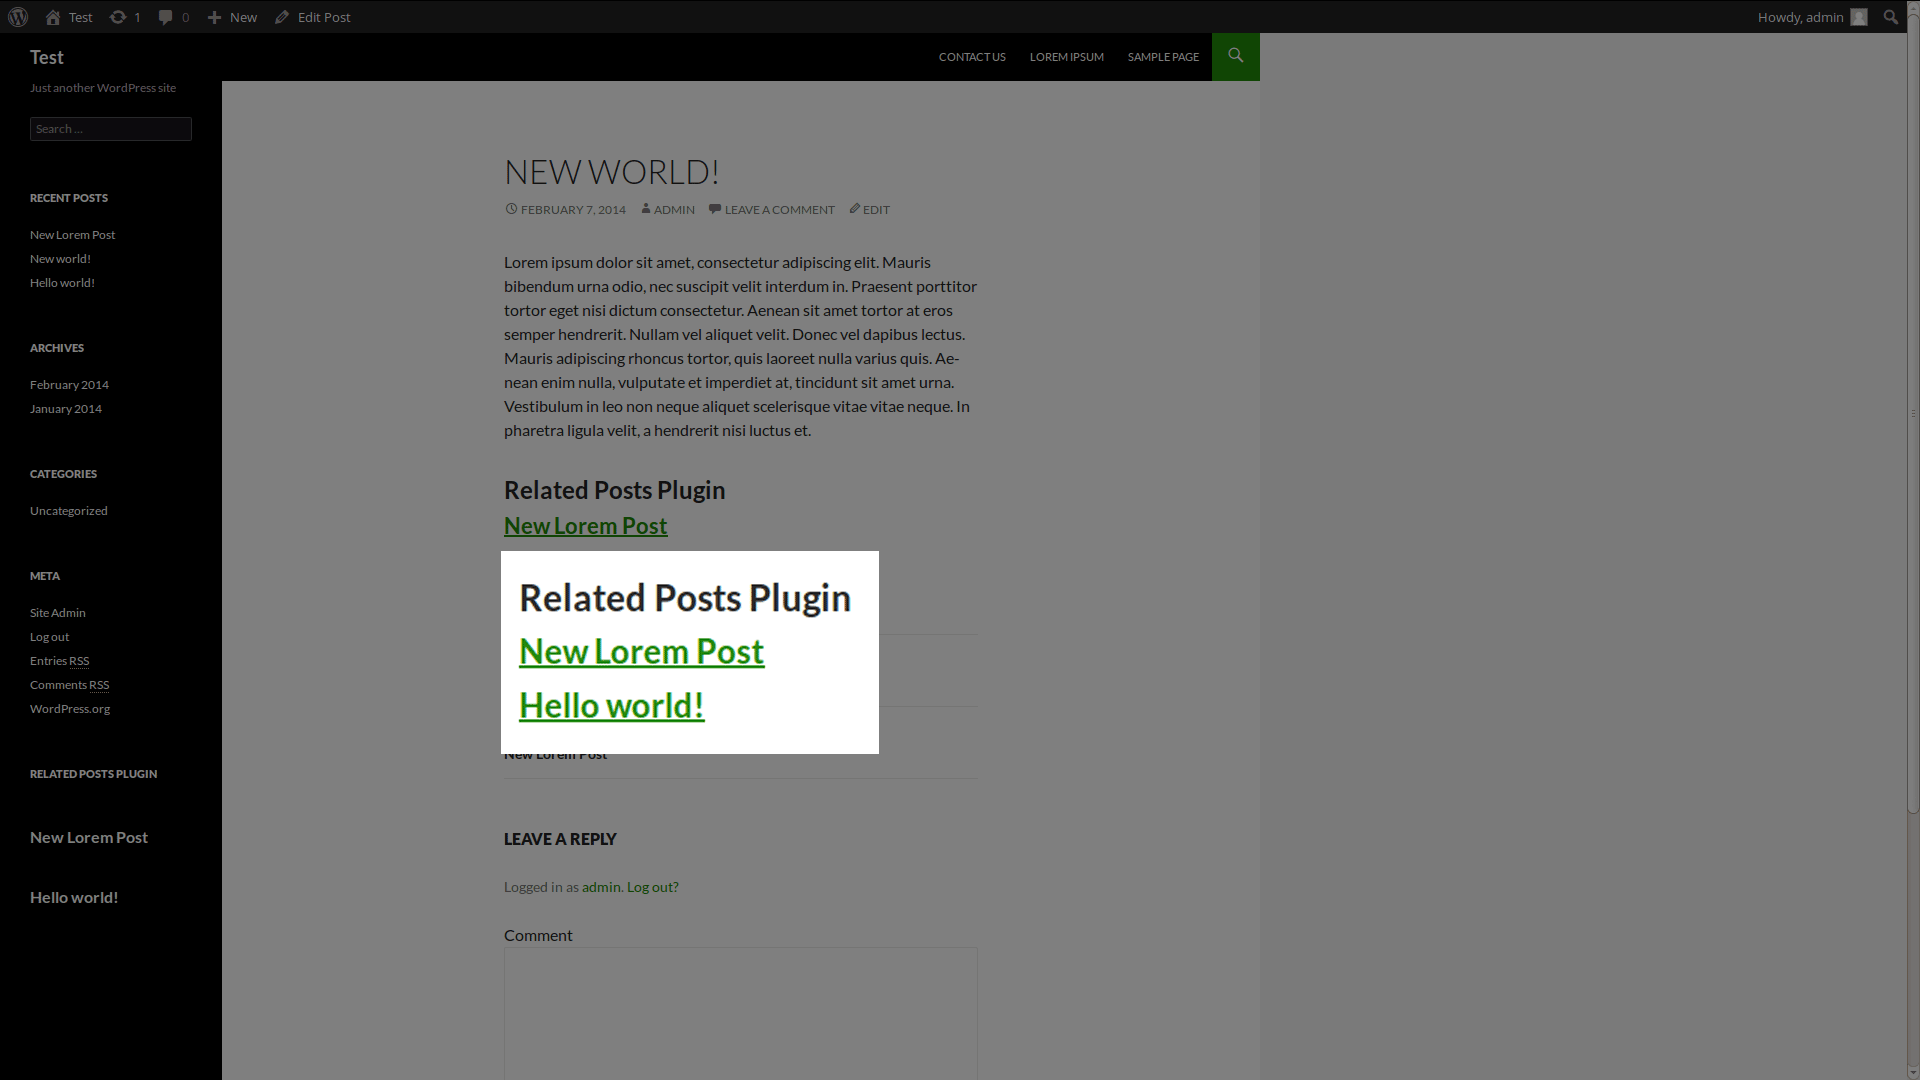 Test
1
0
New
Edit Post
Howdy, admin
Test
CONTACT US
LOREM IPSUM
SAMPLE PAGE
Just another WordPress site
Search ...
RECENT POSTS
New Lorem Post
New world!
Hello world!
ARCHIVES
February 2014
January 2014
CATEGORIES
Uncategorized
META
Site Admin
Log out
Entries RSS
Comments RSS
WordPress.org
RELATED POSTS PLUGIN
New Lorem Post
Hello world!
NEW WORLD!
FEBRUARY 7, 2014
ADMIN
LEAVE A COMMENT
EDIT
Lorem ipsum dolor sit amet, consectetur adipiscing elit. Mauris
bibendum urna odio, nec suscipit velit interdum in. Praesent porttitor
tortor eget nisi dictum consectetur. Aenean sit amet tortor at eros
semper hendrerit. Nullam vel aliquet velit. Donec vel dapibus lectus.
Mauris adipiscing rhoncus tortor, quis laoreet nulla varius quis. Ae-
nean enim nulla, vulputate et imperdiet at, tincidunt sit amet urna.
Vestibulum in leo non neque aliquet scelerisque vitae vitae neque. In
pharetra ligula velit, a hendrerit nisi luctus et.
Related Posts Plugin
New Lorem Post
Related Posts Plugin
New Lorem Post
Hello world!
New Lorem Post
LEAVE A REPLY
Logged in as admin. Log out?
Comment